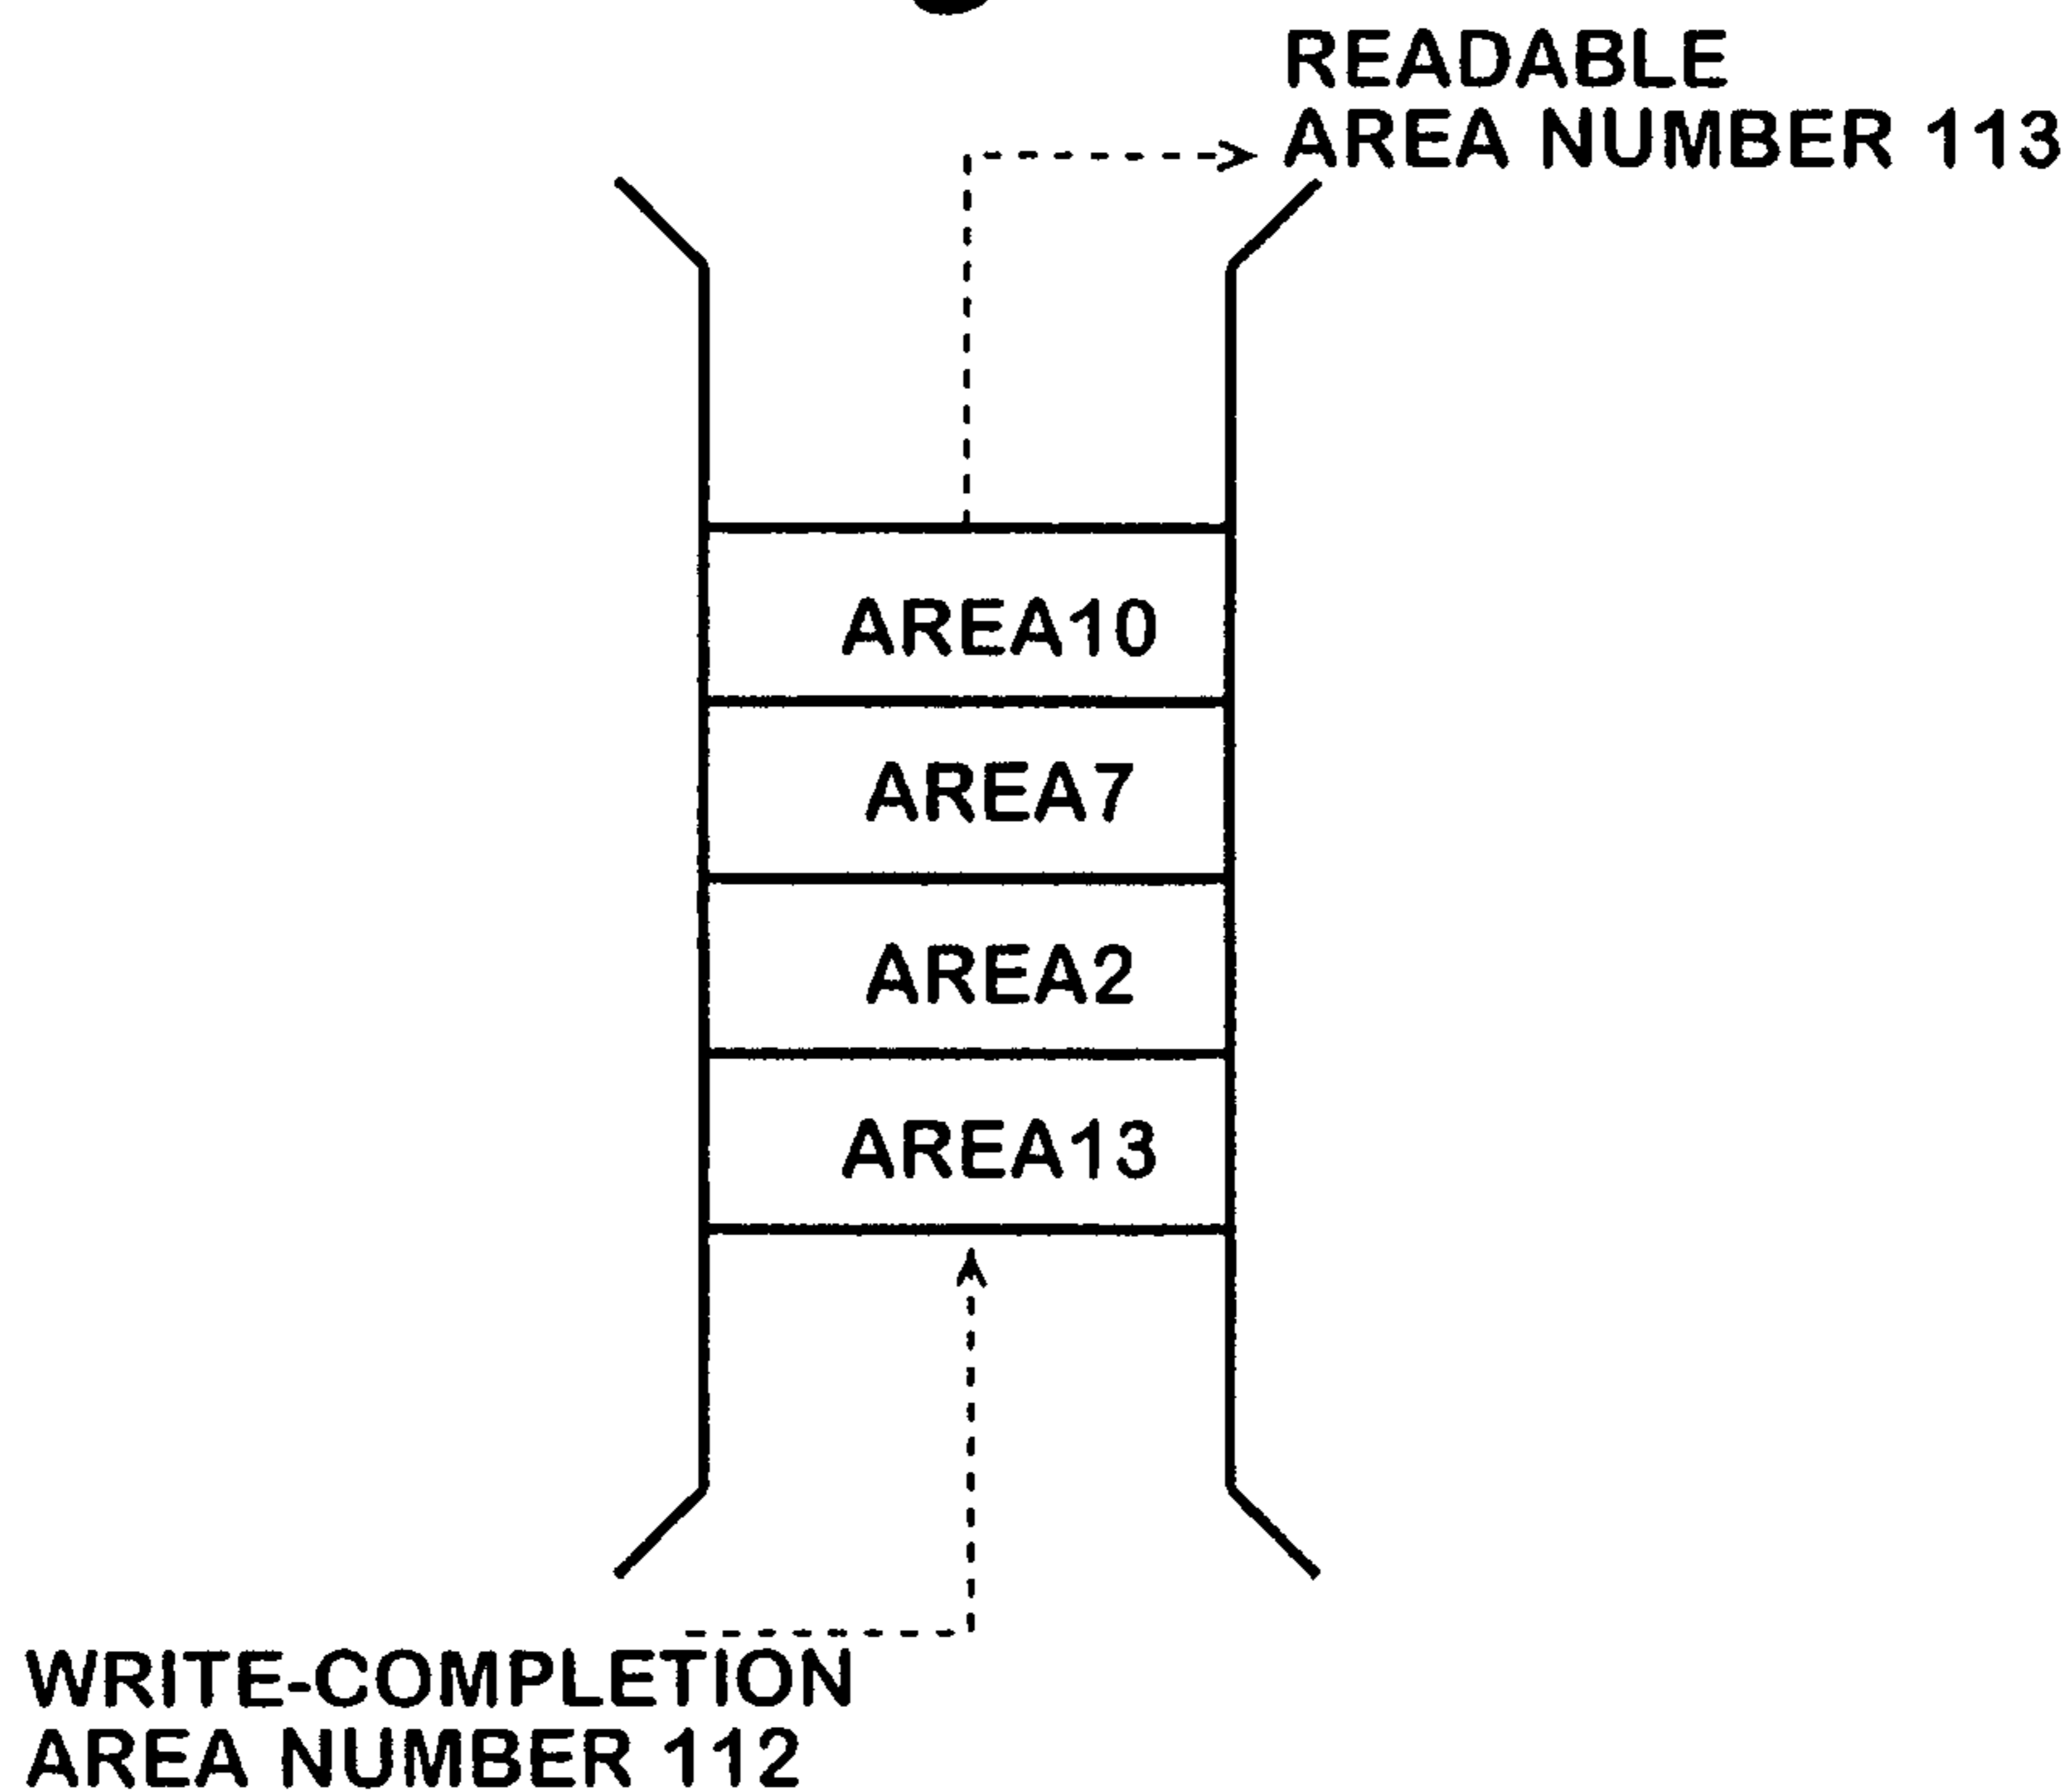 READABLE
AREA NUMBER 113
AREA10
AREA7
AREA2
AREA13
WRITE-COMPLETION
AREA NUMBER 112